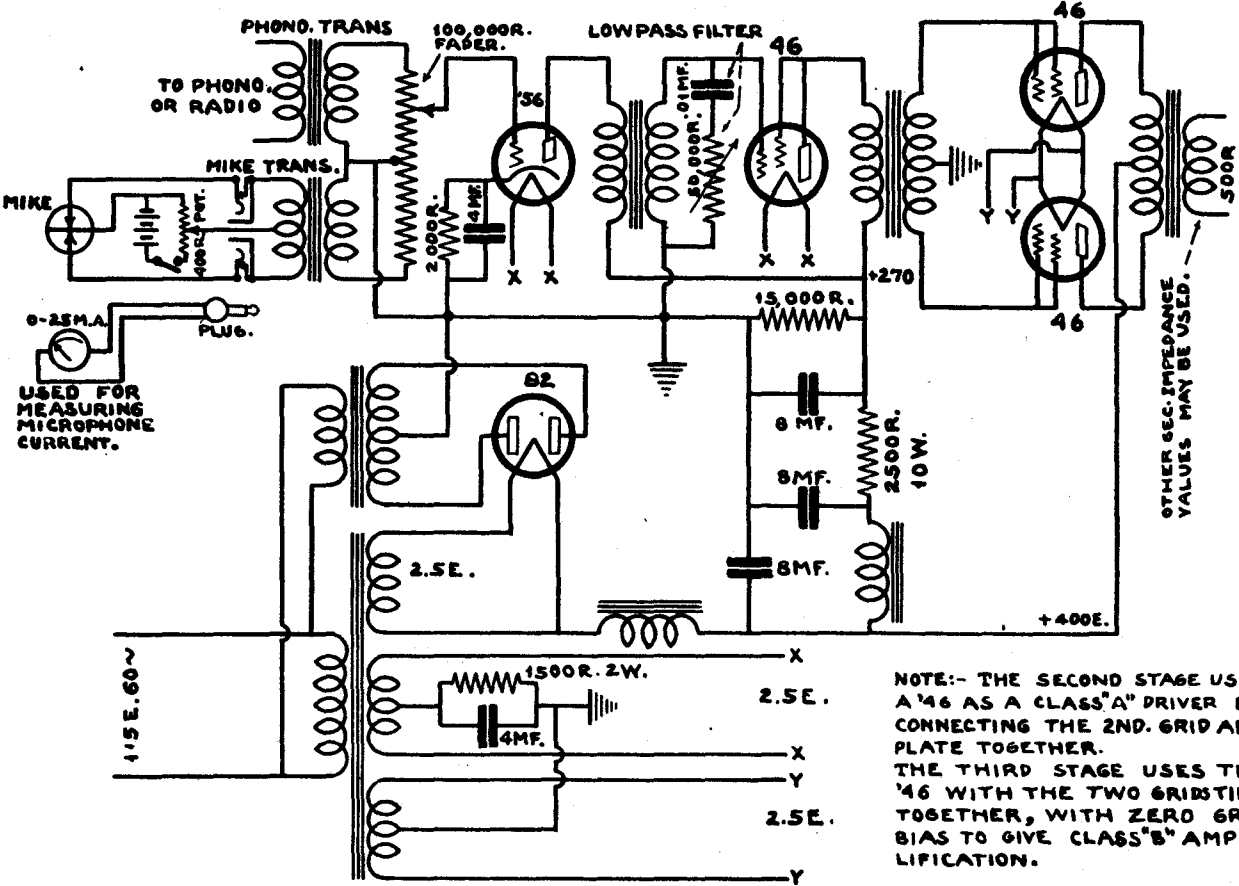 PHONO. TRANS
100,000R.
FADER.
LOW PASS FILTER
46
46
TO PHONO.
OR RADIO
'56
.01MF.
50,000R.
MIKE TRANS.
MIKE
400R.POT.
2000R.
4MF.
X X
X X
Y Y
500R
+270
15,000R.
46
OTHER SEC. IMPEDANCE
VALUES MAY BE USED.
0-25M.A.
PLUG.
USED FOR
MEASURING
MICROPHONE
CURRENT.
82
8 MF.
2500R.
10W.
8MF.
8MF.
2.5E.
+400E.
115E.60~
X
1500R.2W.
2.5E.
4MF.
X
Y
2.5E.
Y
NOTE:- THE SECOND STAGE US
A '46 AS A CLASS "A" DRIVER
CONNECTING THE 2ND. GRID A
PLATE TOGETHER.
THE THIRD STAGE USES T
'46 WITH THE TWO GRIDS TI
TOGETHER, WITH ZERO GR
BIAS TO GIVE CLASS "B" AMP
LIFICATION.